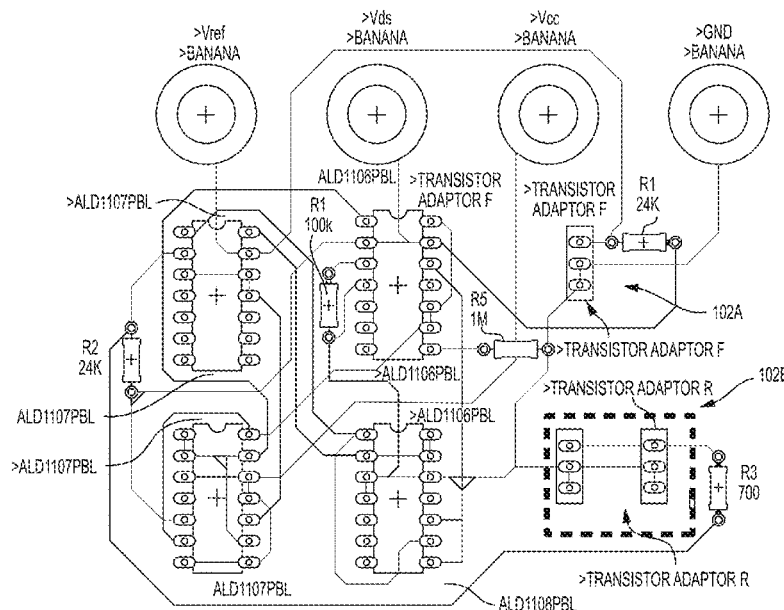 >Vref
>BANANA
>Vds
>BANANA
>Vcc
>BANANA
>GND
>BANANA
ALD1106PBL
>ALD1107PBL
R1
100k
>TRANSISTOR
ADAPTOR F
>TRANSISTOR
ADAPTOR F
R1
24K
102A
R5
1M
>TRANSISTOR ADAPTOR F
R2
24K
>ALD1106PBL
ALD1107PBL
>ALD1106PBL
>TRANSISTOR ADAPTOR R
102B
>ALD1107PBL
R3
700
ALD1107PBL
>TRANSISTOR ADAPTOR R
ALD1108PBL